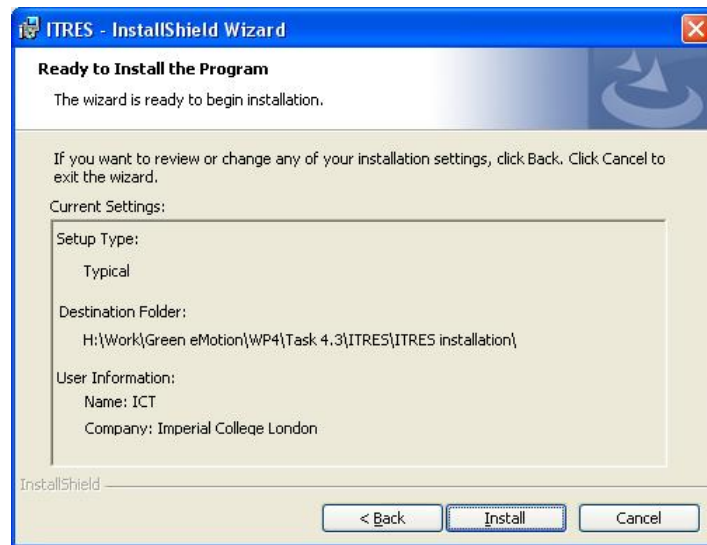 ITRES - InstallShield Wizard
Ready to Install the Program
The wizard is ready to begin installation.
If you want to review or change any of your installation settings, click Back. Click Cancel to
exit the wizard.
Current Settings:
Setup Type:
Typical
Destination Folder:
H:\Work\Green eMotion\WP4\Task 4.3\ITRES\ITRES installation\
User Information:
Name: ICT
Company: Imperial College London
InstallShield
< Back
Install
Cancel